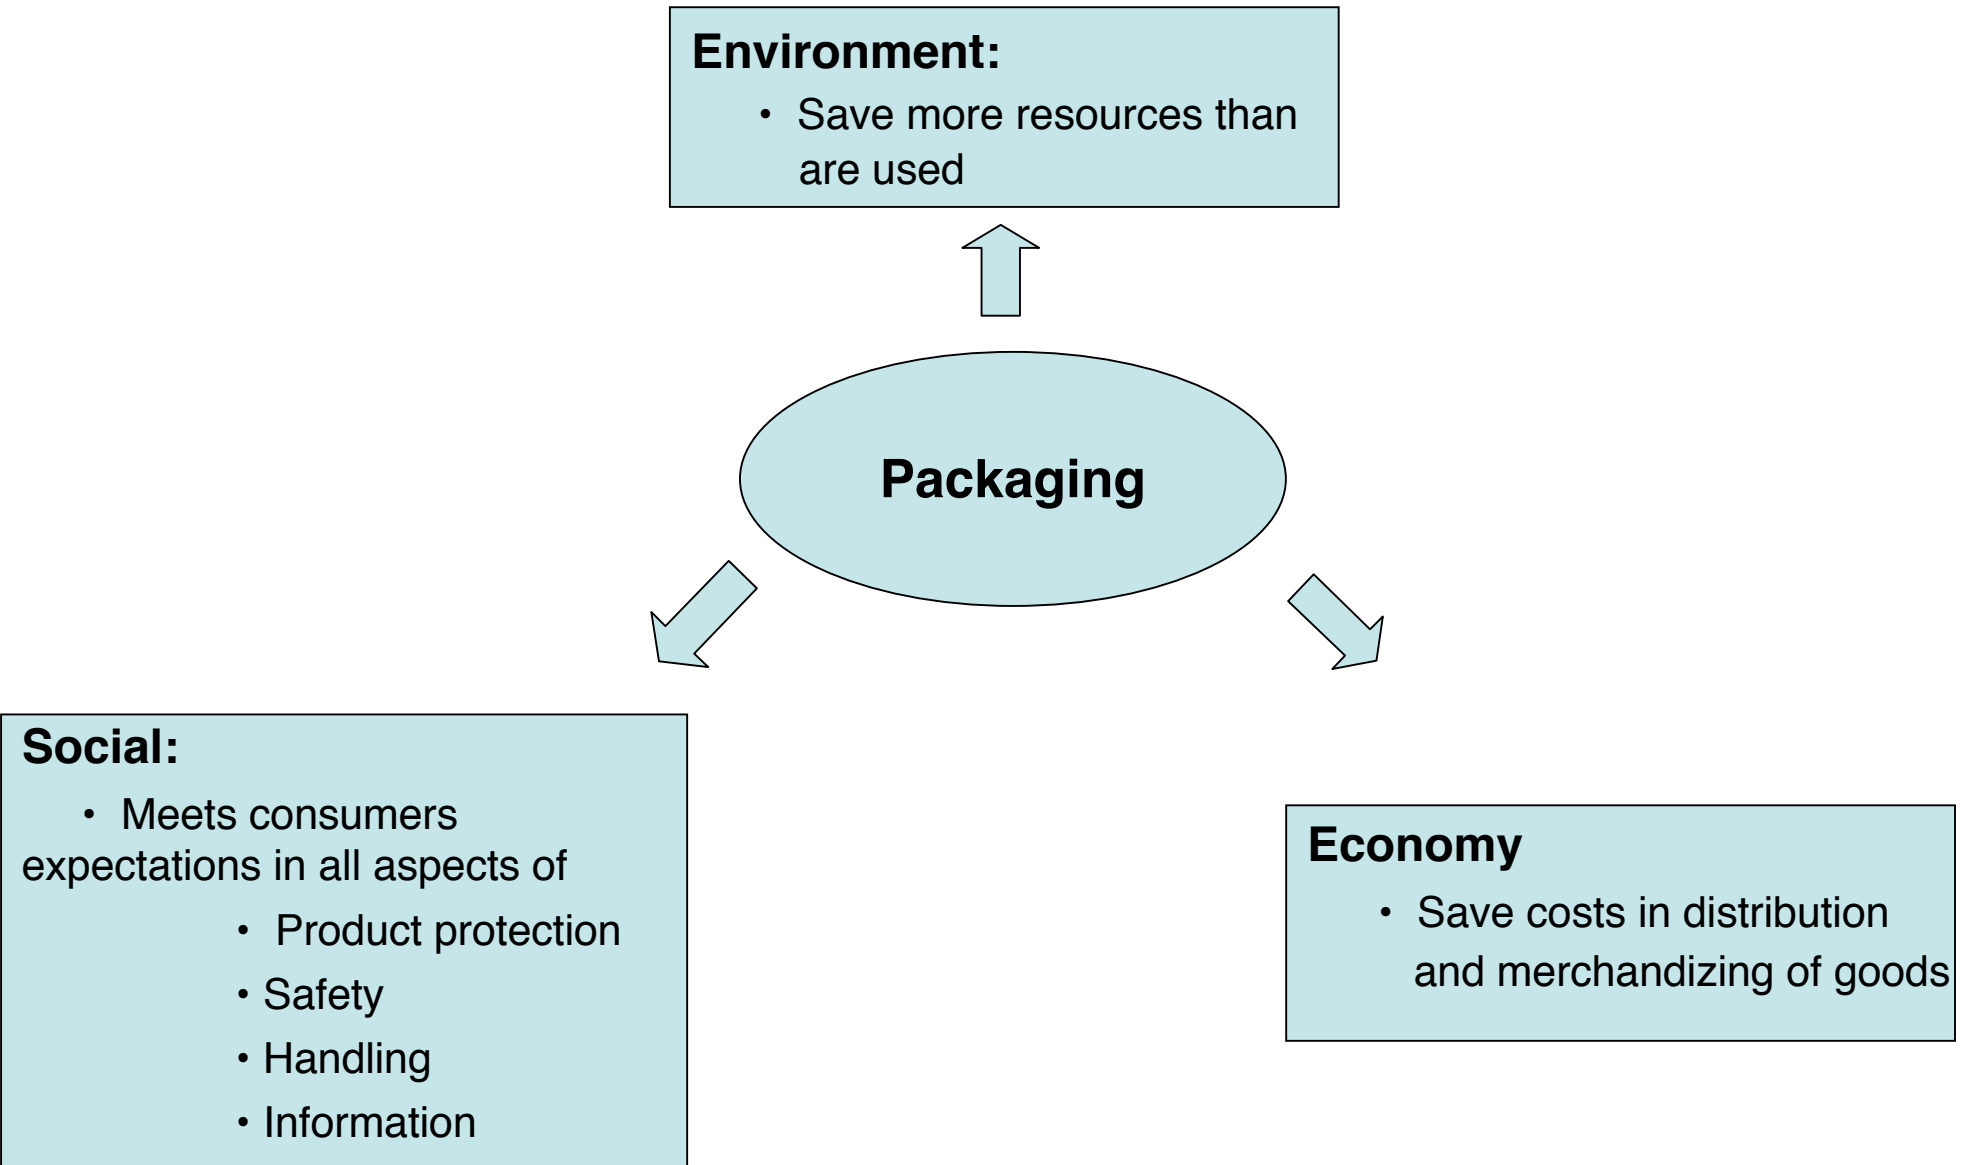 Environment:
• Save more resources than
are used
Packaging
Social:
• Meets consumers
expectations in all aspects of
• Product protection
• Safety
• Handling
• Information
Economy
• Save costs in distribution
and merchandizing of goods